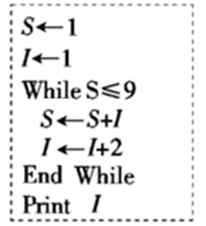 S←1
I←1
While S⩽9
S←S+I
I←I+2
End While
Print I